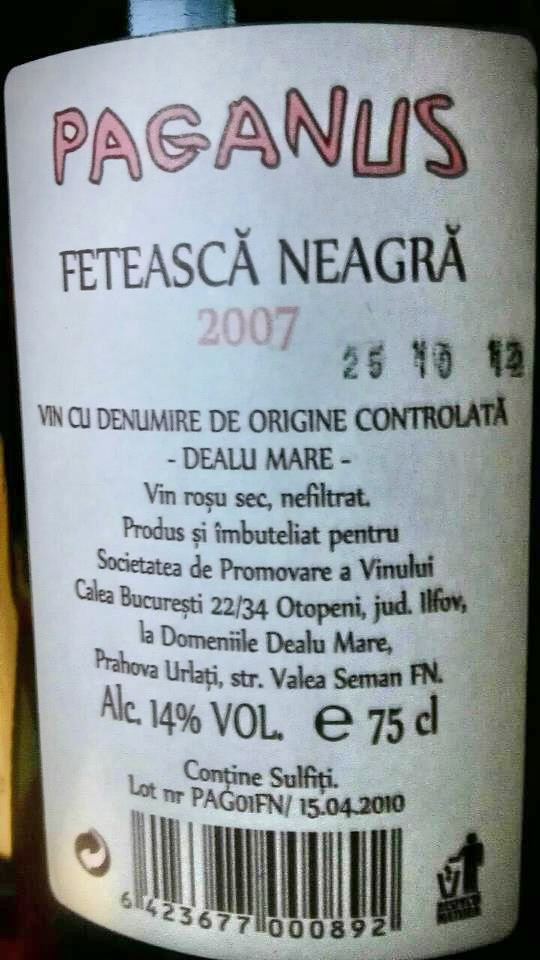 PAGANUS
FETEASCĂ NEAGRĂ
2007
25 10 12
VIN CU DENUMIRE DE ORIGINE CONTROLATĂ
- DEALU MARE -
Vin roșu sec, nefiltrat.
Produs și îmbuteliat pentru
Societatea de Promovare a Vinului
Calea București 22/34 Otopeni, jud. Ilfov,
la Domeniile Dealu Mare,
Prahova Urlați, str. Valea Seman FN.
Alc. 14% VOL. e 75 cl
Conține Sulfiți.
Lot nr PAG01FN/ 15.04.2010
6 423677 000892